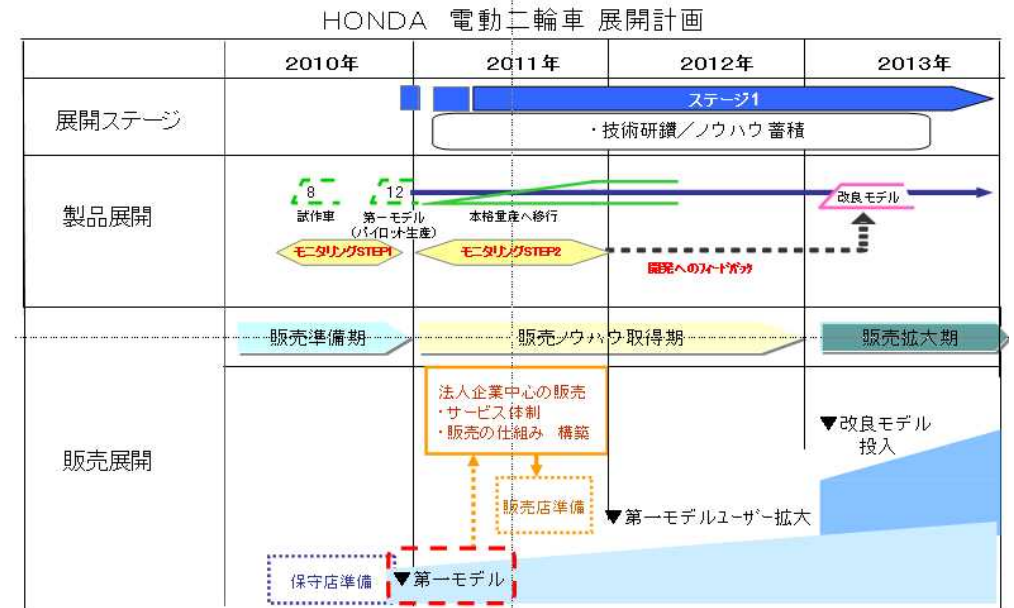 HONDA 電動二輪車 展開計画
2010年 2011年 2012年 2013年
展開ステージ
ステージ1
・技術研鑽／ノウハウ蓄積
製品展開
8
試作車
12
第一モデル
(パイロット生産)
本格量産へ移行
改良モデル
モニタリングSTEP1
モニタリングSTEP2
開発へのフィードバック
販売準備期
販売ノウハウ取得期
販売拡大期
販売展開
法人企業中心の販売
・サービス体制
・販売の仕組み 構築
販売店準備
▼改良モデル
投入
▼第一モデルユーザー拡大
保守店準備
▼第一モデル